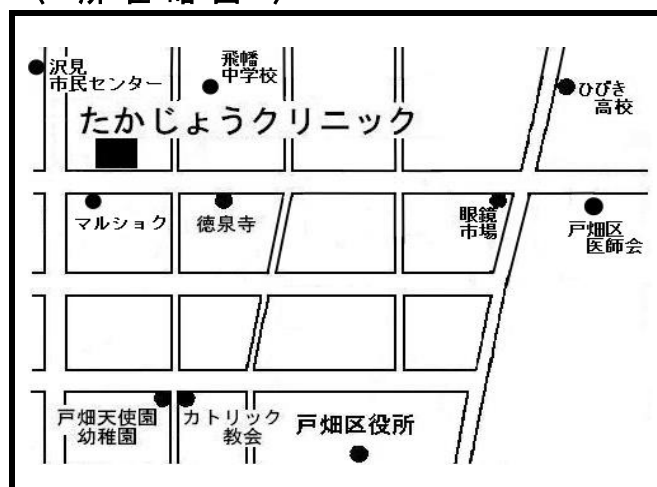 沢見
市民センター
飛幡
中学校
ひびき
高校
たかじょうクリニック
マルショク
徳泉寺
眼鏡
市場
戸畑区
医師会
戸畑天使園
幼稚園
カトリック
教会
戸畑区役所